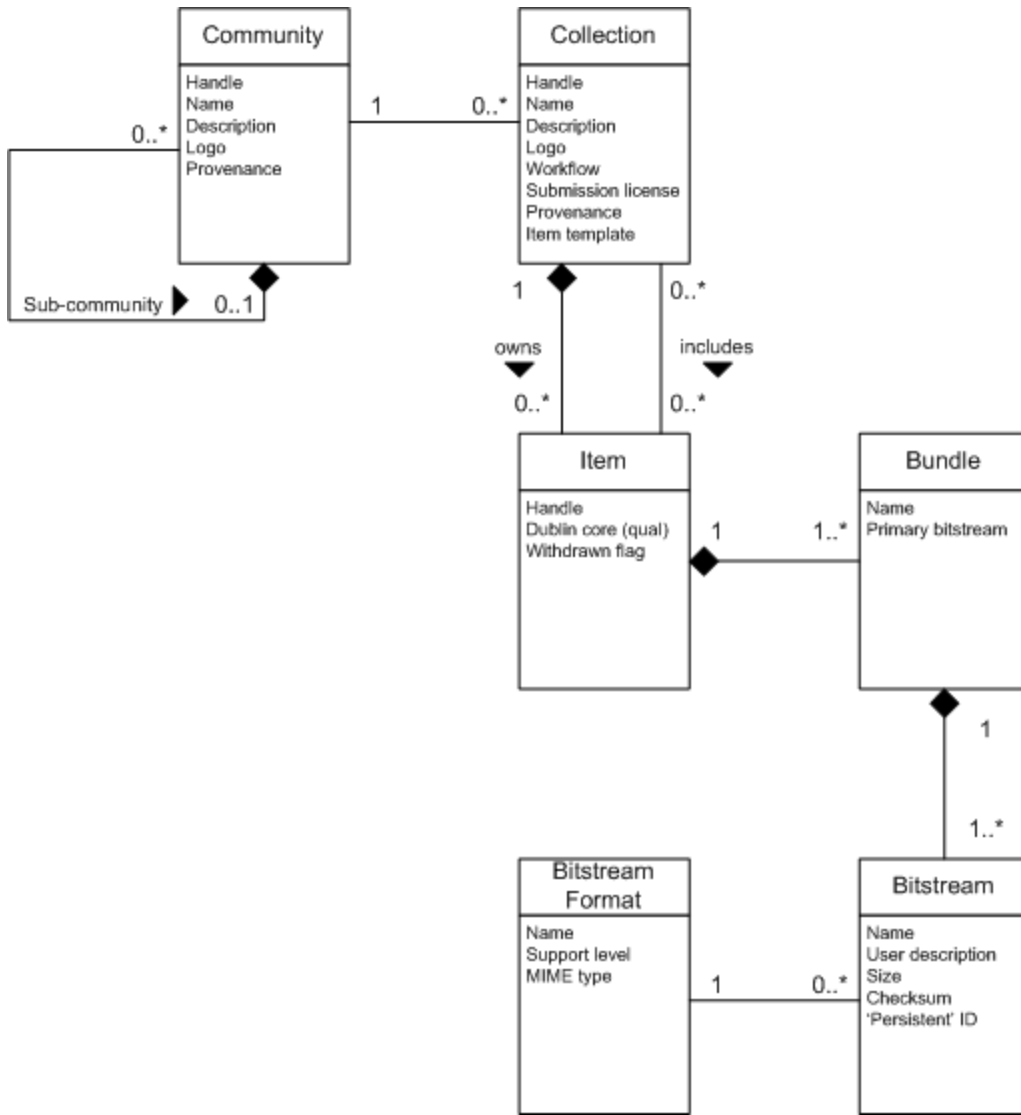 Community
Handle
Name
Description
Logo
Provenance
Collection
Handle
Name
Description
Logo
Workflow
Submission license
Provenance
Item template
1
0..*
0..*
Sub-community
0..1
1
0..*
owns
includes
0..*
0..*
Item
Handle
Dublin core (qual)
Withdrawn flag
Bundle
Name
Primary bitstream
1
1..*
1
1..*
Bitstream
Format
Name
Support level
MIME type
Bitstream
Name
User description
Size
Checksum
'Persistent' ID
1
0..*